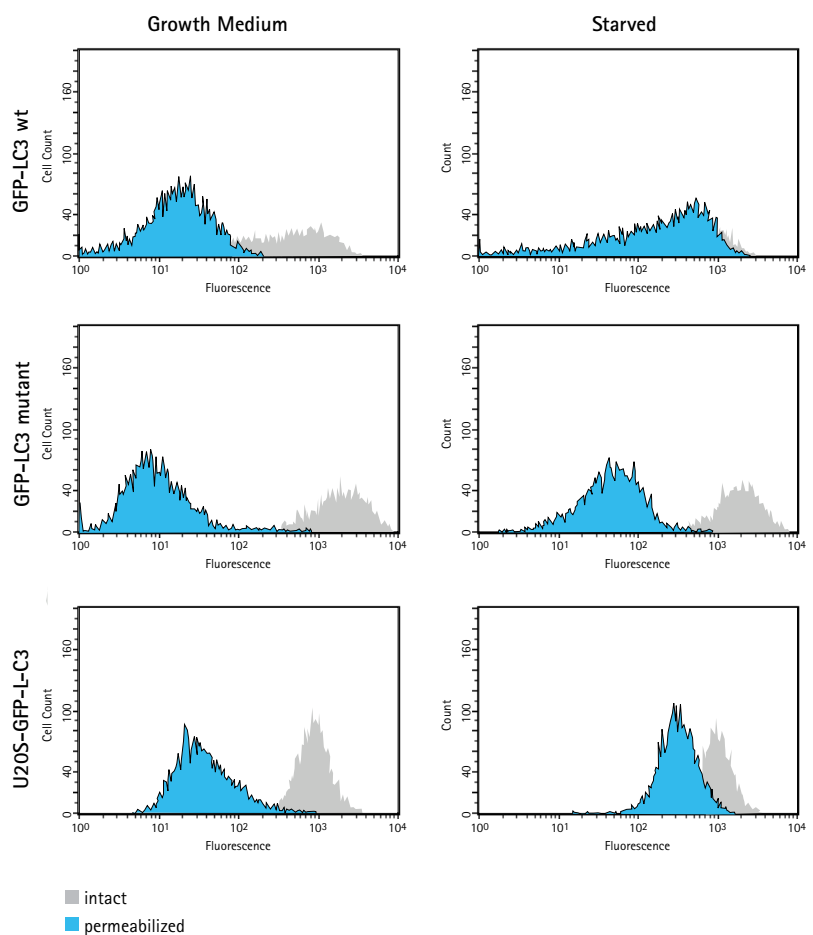 Growth Medium
Starved
GFP-LC3 wt
Cell Count
160
100
40
0
10⁰ 10¹ 10² 10³ 10⁴
Fluorescence
Count
160
100
40
0
10⁰ 10¹ 10² 10³ 10⁴
Fluorescence
GFP-LC3 mutant
Cell Count
160
100
40
0
10⁰ 10¹ 10² 10³ 10⁴
Fluorescence
Count
160
100
40
0
10⁰ 10¹ 10² 10³ 10⁴
Fluorescence
U20S-GFP-L-C3
Cell Count
160
100
40
0
10⁰ 10¹ 10² 10³ 10⁴
Fluorescence
Count
160
100
40
0
10⁰ 10¹ 10² 10³ 10⁴
Fluorescence
intact
permeabilized